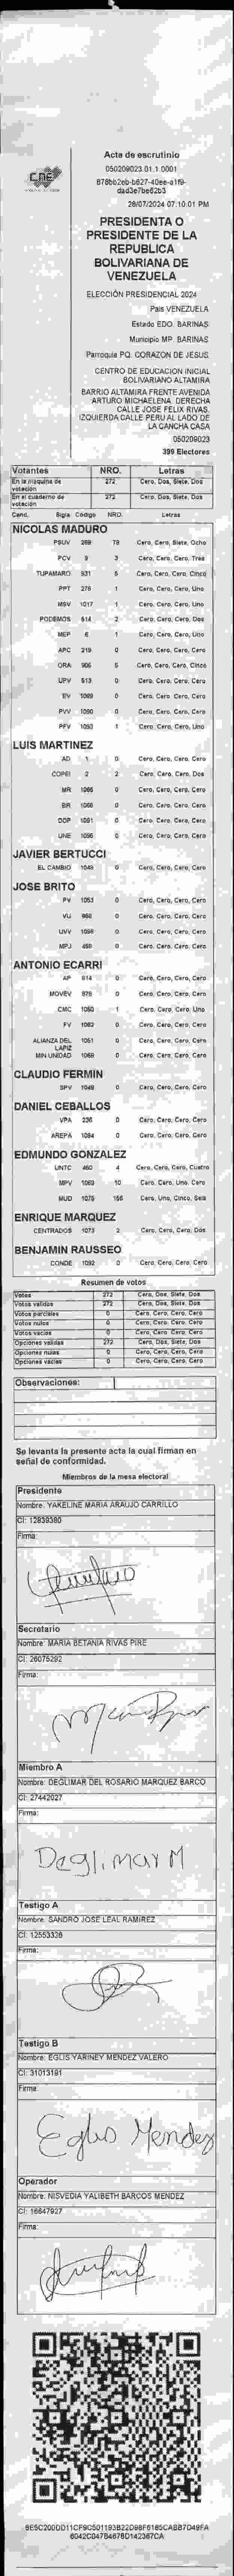 CNE
Acta de escrutinio
050209023.01.1.0001
28/07/2024 07:10:01 PM
PRESIDENTA O
PRESIDENTE DE LA
REPUBLICA
BOLIVARIANA DE
VENEZUELA
ELECCIÓN PRESIDENCIAL 2024
Pais VENEZUELA
Estado EDO. BARINAS
Municipio MP. BARINAS
Parroquia PQ. CORAZON DE JESUS
CENTRO DE EDUCACION INICIAL
BOLIVARIANO ALTAMIRA
BARRIO ALTAMIRA FRENTE AVENIDA
ARTURO MICHAELENA. DERECHA
CALLE JOSE FELIX RIVAS.
IZQUIERDA CALLE PERU AL LADO DE
LA CANCHA CASA
050209023
399 Electores
Votantes NRO. Letras
En la máquina de votación 272 Cero, Dos, Siete, Dos
En el cuaderno de votación 272 Cero, Dos, Siete, Dos
Cand. Sigla Código NRO. Letras
NICOLAS MADURO
PSUV 269 78 Cero, Cero, Siete, Ocho
PCV 9 3 Cero, Cero, Cero, Tres
TUPAMARO 931 5 Cero, Cero, Cero, Cinco
PPT 276 1 Cero, Cero, Cero, Uno
MSV 1017 1 Cero, Cero, Cero, Uno
PODEMOS 514 2 Cero, Cero, Cero, Dos
MEP 6 1 Cero, Cero, Cero, Uno
APC 219 0 Cero, Cero, Cero, Cero
ORA 906 5 Cero, Cero, Cero, Cinco
UPV 513 0 Cero, Cero, Cero, Cero
EV 1089 0 Cero, Cero, Cero, Cero
PVV 1090 0 Cero, Cero, Cero, Cero
PFV 1093 1 Cero, Cero, Cero, Uno
LUIS MARTINEZ
AD 1 0 Cero, Cero, Cero, Cero
COPEI 2 2 Cero, Cero, Cero, Dos
MR 1065 0 Cero, Cero, Cero, Cero
BR 1066 0 Cero, Cero, Cero, Cero
DDP 1091 0 Cero, Cero, Cero, Cero
UNE 1096 0 Cero, Cero, Cero, Cero
JAVIER BERTUCCI
EL CAMBIO 1048 0 Cero, Cero, Cero, Cero
JOSE BRITO
PV 1053 0 Cero, Cero, Cero, Cero
VU 968 0 Cero, Cero, Cero, Cero
UVV 1098 0 Cero, Cero, Cero, Cero
MPJ 458 0 Cero, Cero, Cero, Cero
ANTONIO ECARRI
AP 614 0 Cero, Cero, Cero, Cero
MOVEV 978 0 Cero, Cero, Cero, Cero
CMC 1050 1 Cero, Cero, Cero, Uno
FV 1082 0 Cero, Cero, Cero, Cero
ALIANZA DEL LAPIZ 1051 0 Cero, Cero, Cero, Cero
MIN UNIDAD 1069 0 Cero, Cero, Cero, Cero
CLAUDIO FERMIN
SPV 1048 0 Cero, Cero, Cero, Cero
DANIEL CEBALLOS
VPA 236 0 Cero, Cero, Cero, Cero
AREPA 1084 0 Cero, Cero, Cero, Cero
EDMUNDO GONZALEZ
UNTC 460 4 Cero, Cero, Cero, Cuatro
MPV 1069 10 Cero, Cero, Uno, Cero
MUD 1075 156 Cero, Uno, Cinco, Seis
ENRIQUE MARQUEZ
CENTRADOS 1073 2 Cero, Cero, Cero, Dos
BENJAMIN RAUSSEO
CONDE 1092 0 Cero, Cero, Cero, Cero
Resumen de votos
Votos 272 Cero, Dos, Siete, Dos
Votos válidos 272 Cero, Dos, Siete, Dos
Votos parciales 0 Cero, Cero, Cero, Cero
Votos nulos 0 Cero, Cero, Cero, Cero
Votos vacios 0 Cero, Cero, Cero, Cero
Opciones válidas 272 Cero, Dos, Siete, Dos
Opciones nulas 0 Cero, Cero, Cero, Cero
Opciones vacias 0 Cero, Cero, Cero, Cero
Observaciones:
Se levanta la presente acta la cual firman en
señal de conformidad.
Miembros de la mesa electoral
Presidente
Nombre: YAKELINE MARIA ARAUJO CARRILLO
CI: 12839380
Firma:
Secretario
Nombre: MARIA BETANIA RIVAS PIRE
CI: 26075292
Firma:
Miembro A
Nombre: DEGLIMAR DEL ROSARIO MARQUEZ BARCO
CI: 27442027
Firma:
Deglimar M
Testigo A
Nombre: SANDRO JOSE LEAL RAMIREZ
CI: 12553338
Firma:
Testigo B
Nombre: EGLIS YARINEY MENDEZ VALERO
CI: 31013191
Firma:
Eglis Mendez
Operador
Nombre: NISVEDIA YALIBETH BARCOS MENDEZ
CI: 16647927
Firma: